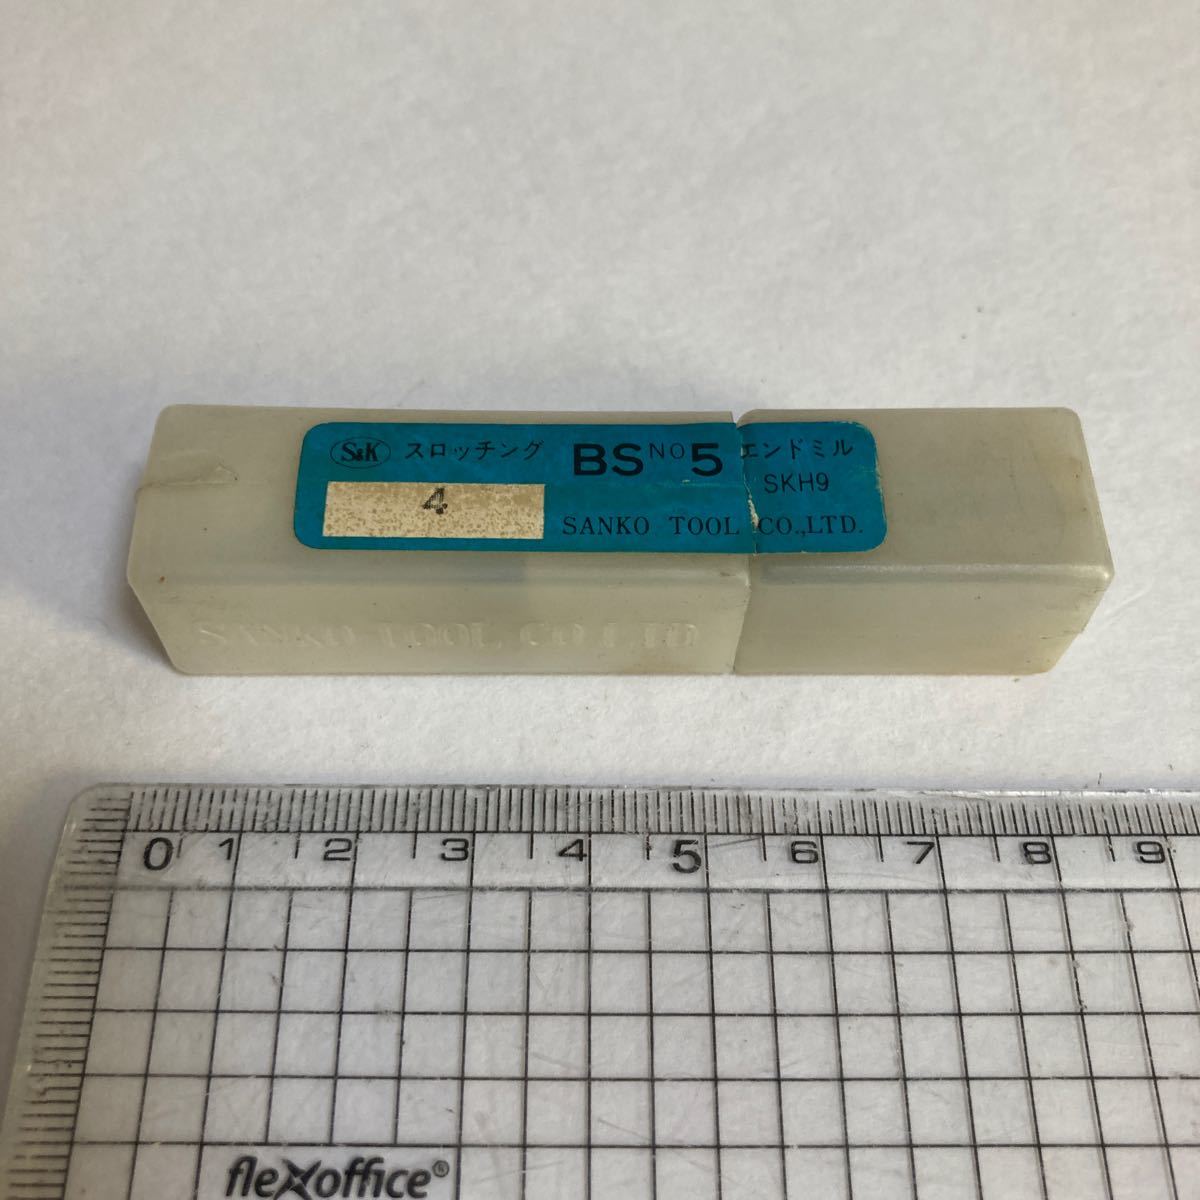 S&K スロッチング BS NO 5 エンドミル
4 SKH9
SANKO TOOL CO.,LTD.
SANKO TOOL CO.LTD
0 1 2 3 4 5 6 7 8 9
flexoffice®